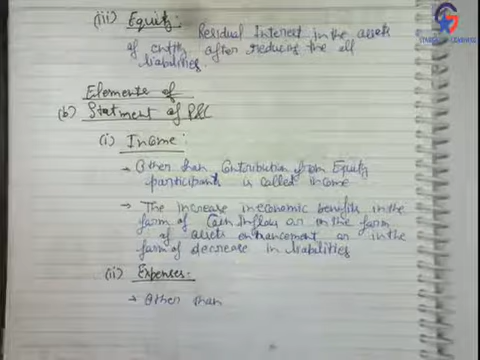 (iii) Equity: Residual Interest in the assets
of entity after reducing the all
liabilities.
Elements of
(b) Statment of P&L
(i) Income:
→ Other than Contribution from Equity
participants is called income
→ The increase in economic benefits in the
form of Cash Inflow or in the form
of assets enhancement or in the
form of decrease in liabilities
(ii) Expenses:-
→ Other than